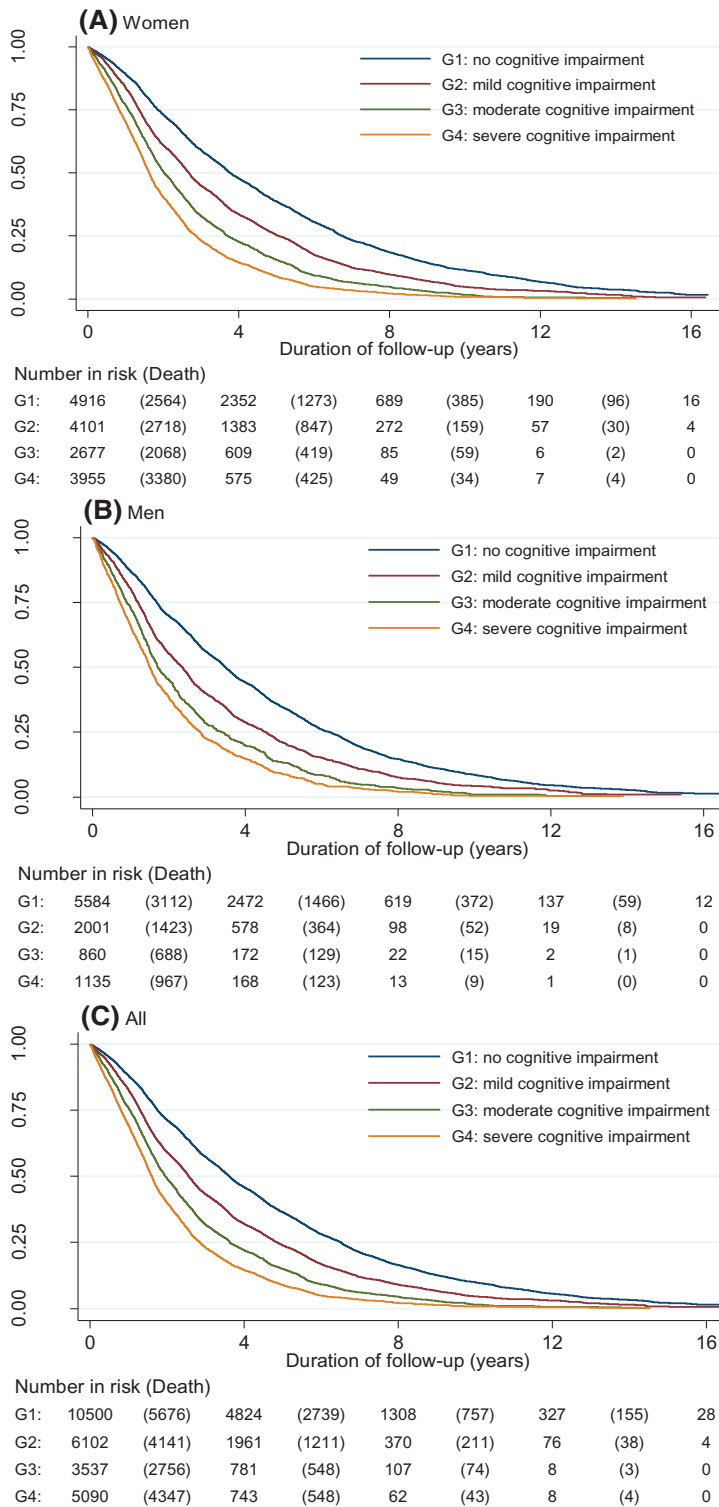 (A) Women
1.00
0.75
0.50
0.25
0.00
G1: no cognitive impairment
G2: mild cognitive impairment
G3: moderate cognitive impairment
G4: severe cognitive impairment
0 4 8 12 16
Duration of follow-up (years)
Number in risk (Death)
G1: 4916 (2564) 2352 (1273) 689 (385) 190 (96) 16
G2: 4101 (2718) 1383 (847) 272 (159) 57 (30) 4
G3: 2677 (2068) 609 (419) 85 (59) 6 (2) 0
G4: 3955 (3380) 575 (425) 49 (34) 7 (4) 0
(B) Men
1.00
0.75
0.50
0.25
0.00
G1: no cognitive impairment
G2: mild cognitive impairment
G3: moderate cognitive impairment
G4: severe cognitive impairment
0 4 8 12 16
Duration of follow-up (years)
Number in risk (Death)
G1: 5584 (3112) 2472 (1466) 619 (372) 137 (59) 12
G2: 2001 (1423) 578 (364) 98 (52) 19 (8) 0
G3: 860 (688) 172 (129) 22 (15) 2 (1) 0
G4: 1135 (967) 168 (123) 13 (9) 1 (0) 0
(C) All
1.00
0.75
0.50
0.25
0.00
G1: no cognitive impairment
G2: mild cognitive impairment
G3: moderate cognitive impairment
G4: severe cognitive impairment
0 4 8 12 16
Duration of follow-up (years)
Number in risk (Death)
G1: 10500 (5676) 4824 (2739) 1308 (757) 327 (155) 28
G2: 6102 (4141) 1961 (1211) 370 (211) 76 (38) 4
G3: 3537 (2756) 781 (548) 107 (74) 8 (3) 0
G4: 5090 (4347) 743 (548) 62 (43) 8 (4) 0